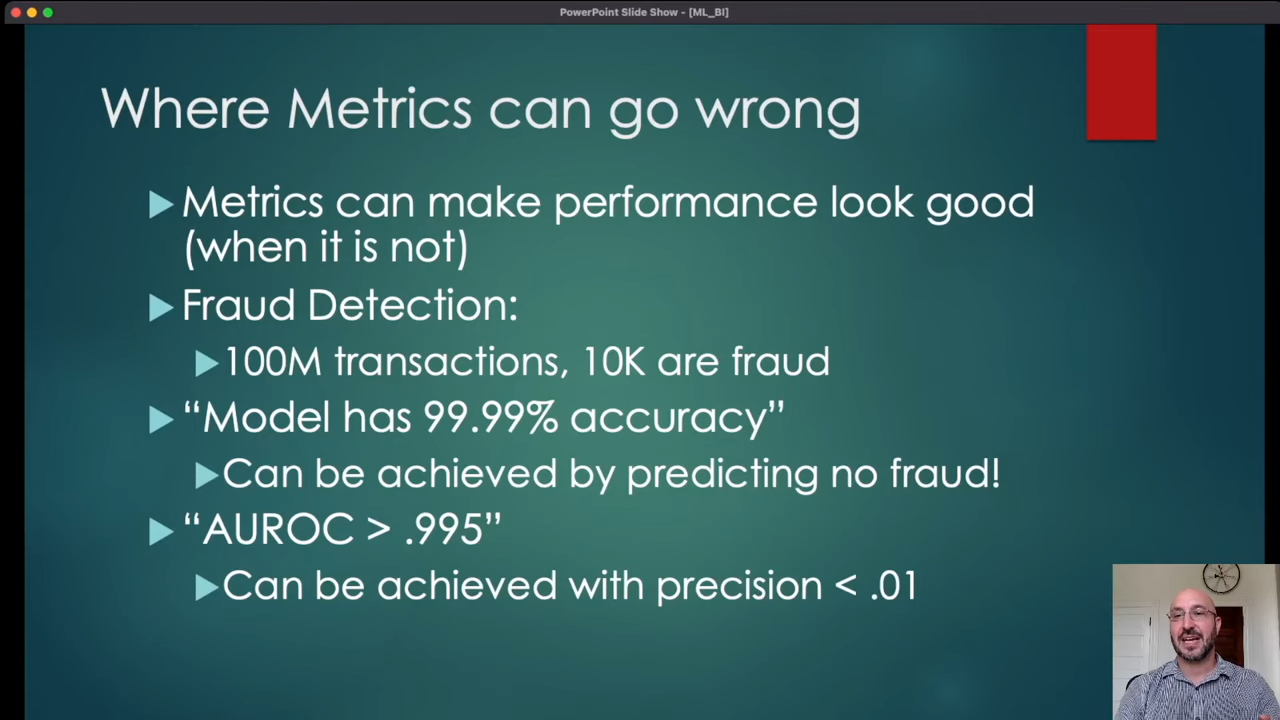 PowerPoint Slide Show - [ML_BI]
Where Metrics can go wrong
Metrics can make performance look good
(when it is not)
Fraud Detection:
100M transactions, 10K are fraud
“Model has 99.99% accuracy”
Can be achieved by predicting no fraud!
“AUROC > .995”
Can be achieved with precision < .01